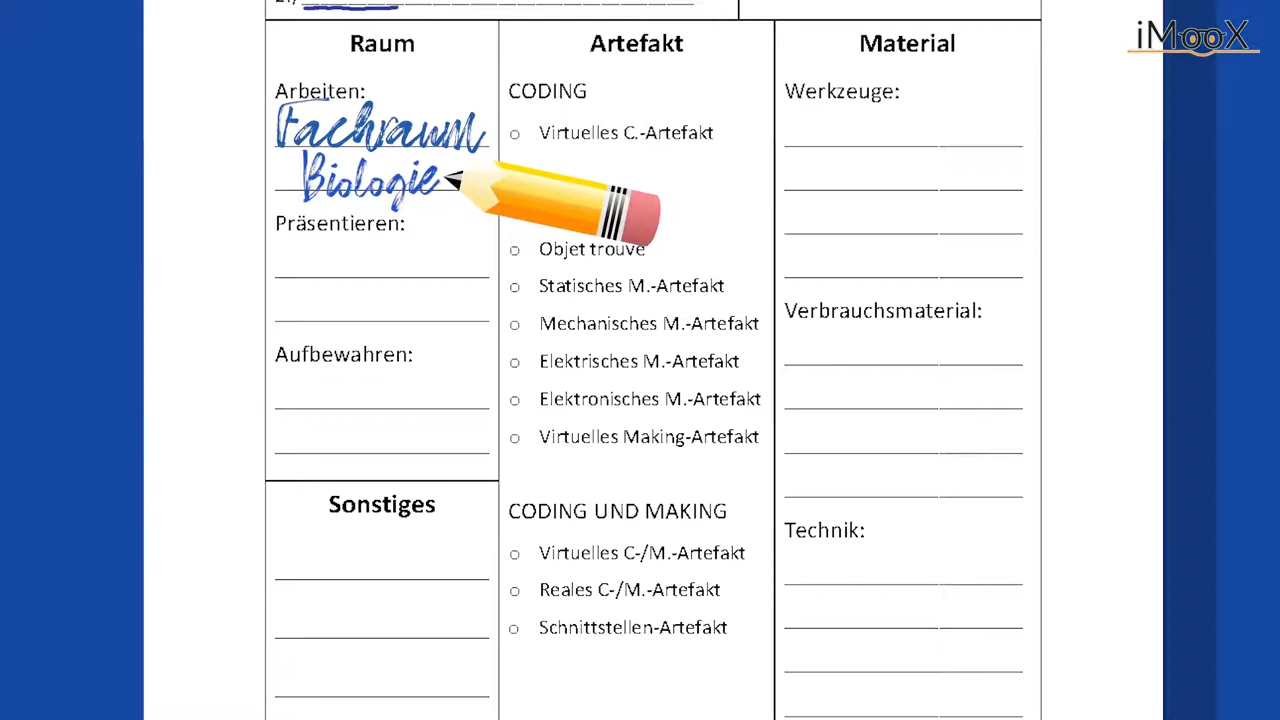 iMooX
Raum
Arbeiten:
Fachraum
Biologie
Präsentieren:
Aufbewahren:
Sonstiges
Artefakt
CODING
Virtuelles C.-Artefakt
Objet trouve
Statisches M.-Artefakt
Mechanisches M.-Artefakt
Elektrisches M.-Artefakt
Elektronisches M.-Artefakt
Virtuelles Making-Artefakt
CODING UND MAKING
Virtuelles C-/M.-Artefakt
Reales C-/M.-Artefakt
Schnittstellen-Artefakt
Material
Werkzeuge:
Verbrauchsmaterial:
Technik: